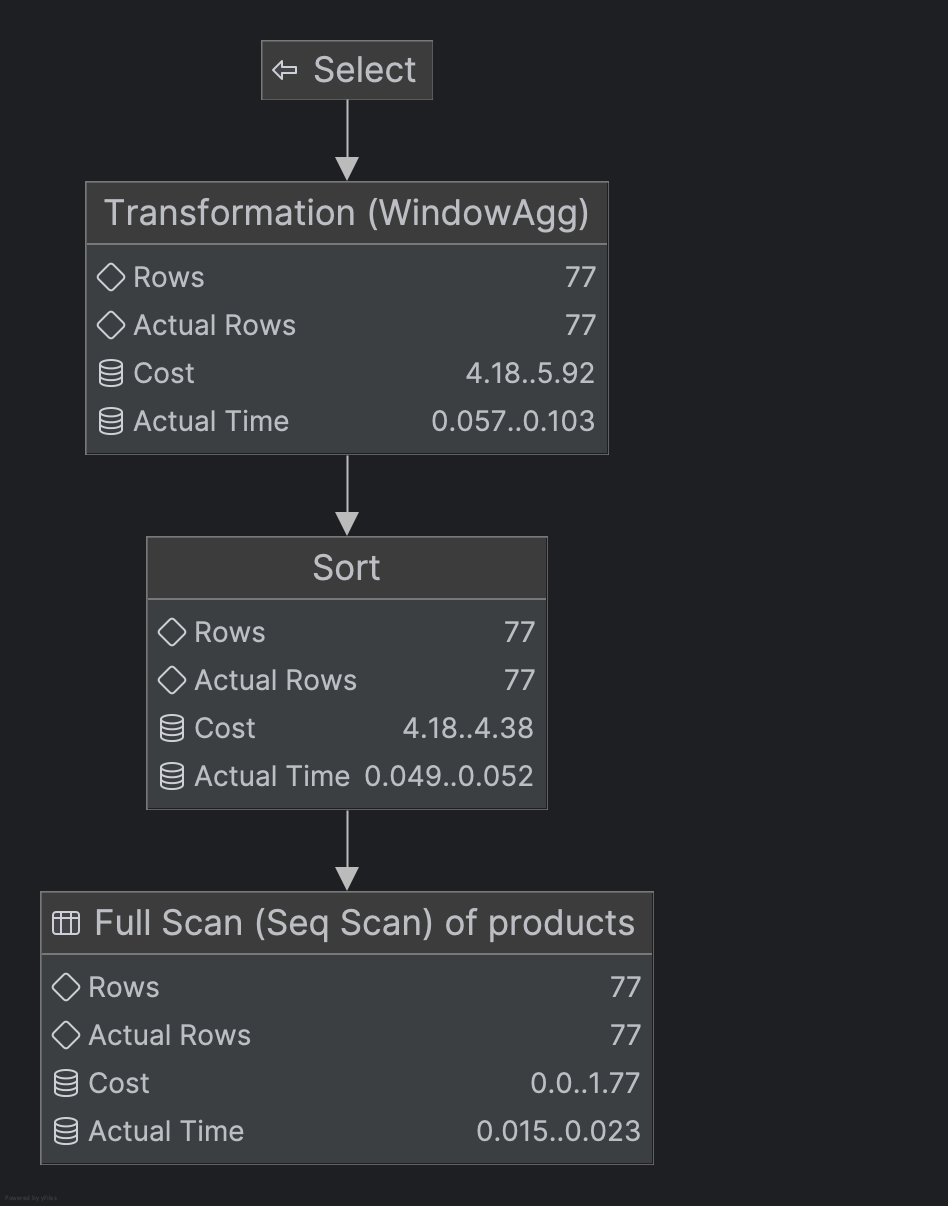 Select
Transformation (WindowAgg)
Rows 77
Actual Rows 77
Cost 4.18..5.92
Actual Time 0.057..0.103
Sort
Rows 77
Actual Rows 77
Cost 4.18..4.38
Actual Time 0.049..0.052
Full Scan (Seq Scan) of products
Rows 77
Actual Rows 77
Cost 0.0..1.77
Actual Time 0.015..0.023
Powered by yFiles